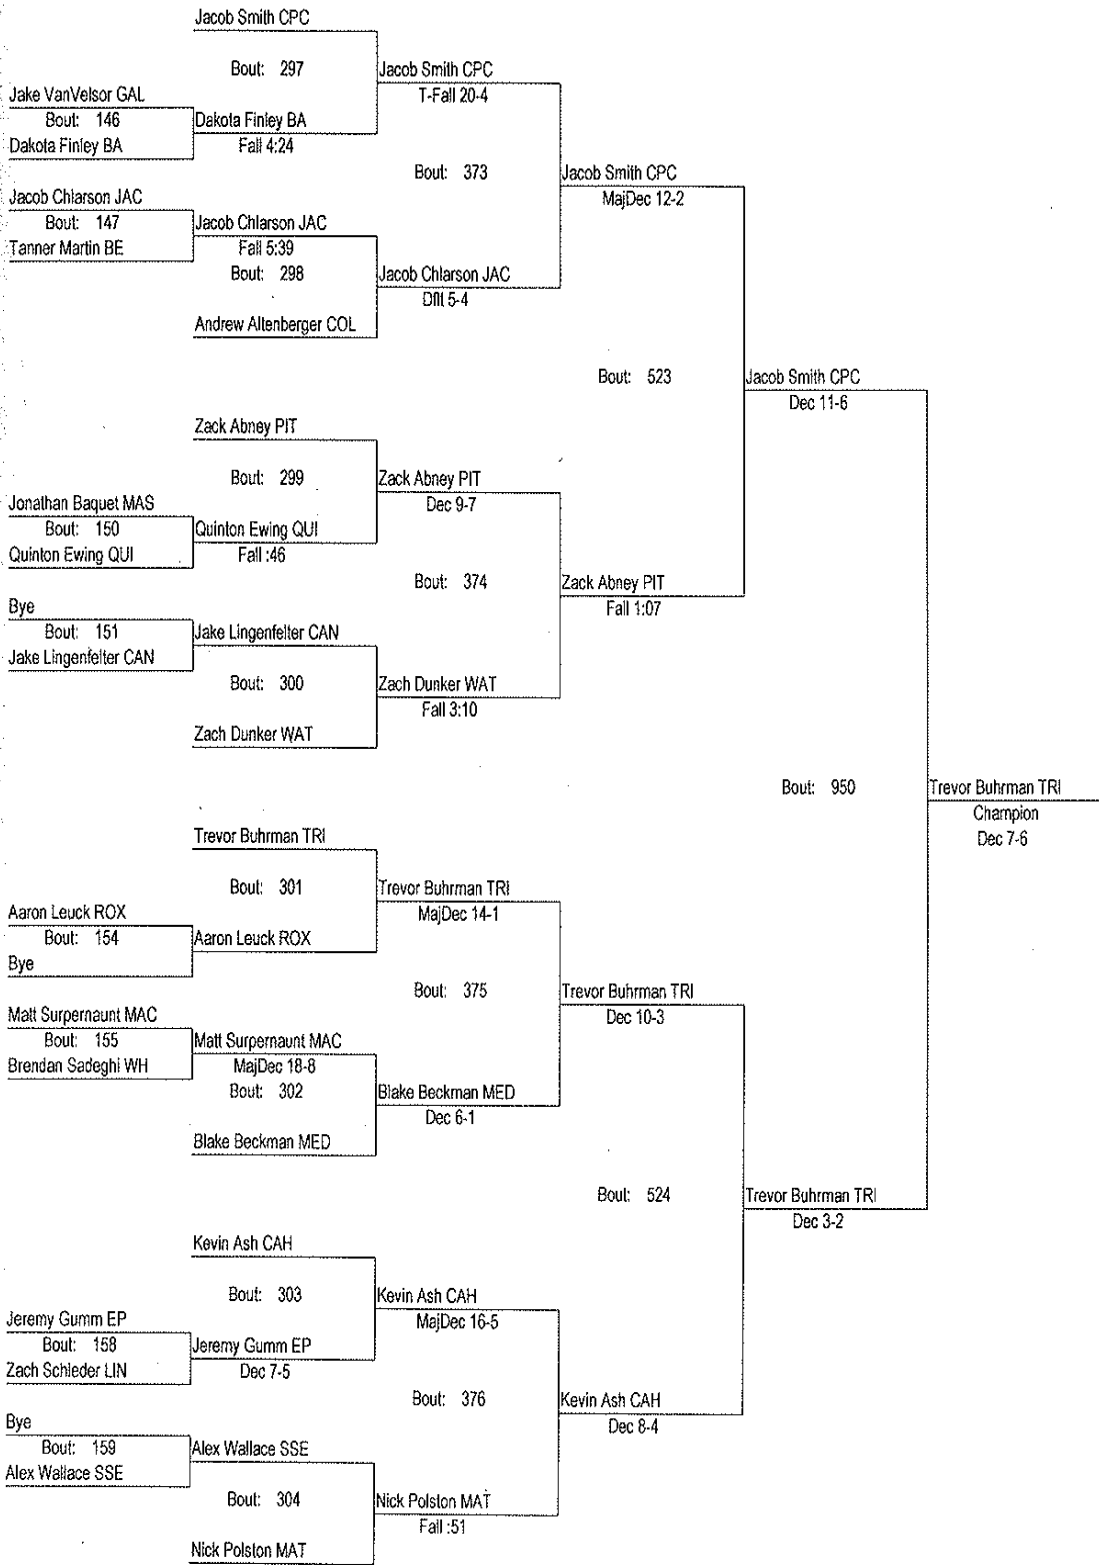 Jacob Smith CPC
Bout: 297
Jacob Smith CPC
T-Fall 20-4
Jake VanVelsor GAL
Bout: 146
Dakota Finley BA
Dakota Finley BA
Fall 4:24
Bout: 373
Jacob Smith CPC
MajDec 12-2
Jacob Chlarson JAC
Bout: 147
Tanner Martin BE
Jacob Chlarson JAC
Fall 5:39
Bout: 298
Jacob Chlarson JAC
Dflt 5-4
Andrew Altenberger COL
Bout: 523
Jacob Smith CPC
Dec 11-6
Zack Abney PIT
Bout: 299
Zack Abney PIT
Dec 9-7
Jonathan Baquet MAS
Bout: 150
Quinton Ewing QUI
Quinton Ewing QUI
Fall :46
Bout: 374
Zack Abney PIT
Fall 1:07
Bye
Bout: 151
Jake Lingenfelter CAN
Jake Lingenfelter CAN
Bout: 300
Zach Dunker WAT
Fall 3:10
Zach Dunker WAT
Bout: 950
Trevor Buhrman TRI
Champion
Dec 7-6
Trevor Buhrman TRI
Bout: 301
Trevor Buhrman TRI
MajDec 14-1
Aaron Leuck ROX
Bout: 154
Bye
Aaron Leuck ROX
Bout: 375
Trevor Buhrman TRI
Dec 10-3
Matt Surpernaunt MAC
Bout: 155
Brendan Sadeghi WH
Matt Surpernaunt MAC
MajDec 18-8
Bout: 302
Blake Beckman MED
Dec 6-1
Blake Beckman MED
Bout: 524
Trevor Buhrman TRI
Dec 3-2
Kevin Ash CAH
Bout: 303
Kevin Ash CAH
MajDec 16-5
Jeremy Gumm EP
Bout: 158
Zach Schleder LIN
Jeremy Gumm EP
Dec 7-5
Bout: 376
Kevin Ash CAH
Dec 8-4
Bye
Bout: 159
Alex Wallace SSE
Alex Wallace SSE
Bout: 304
Nick Polston MAT
Fall :51
Nick Polston MAT